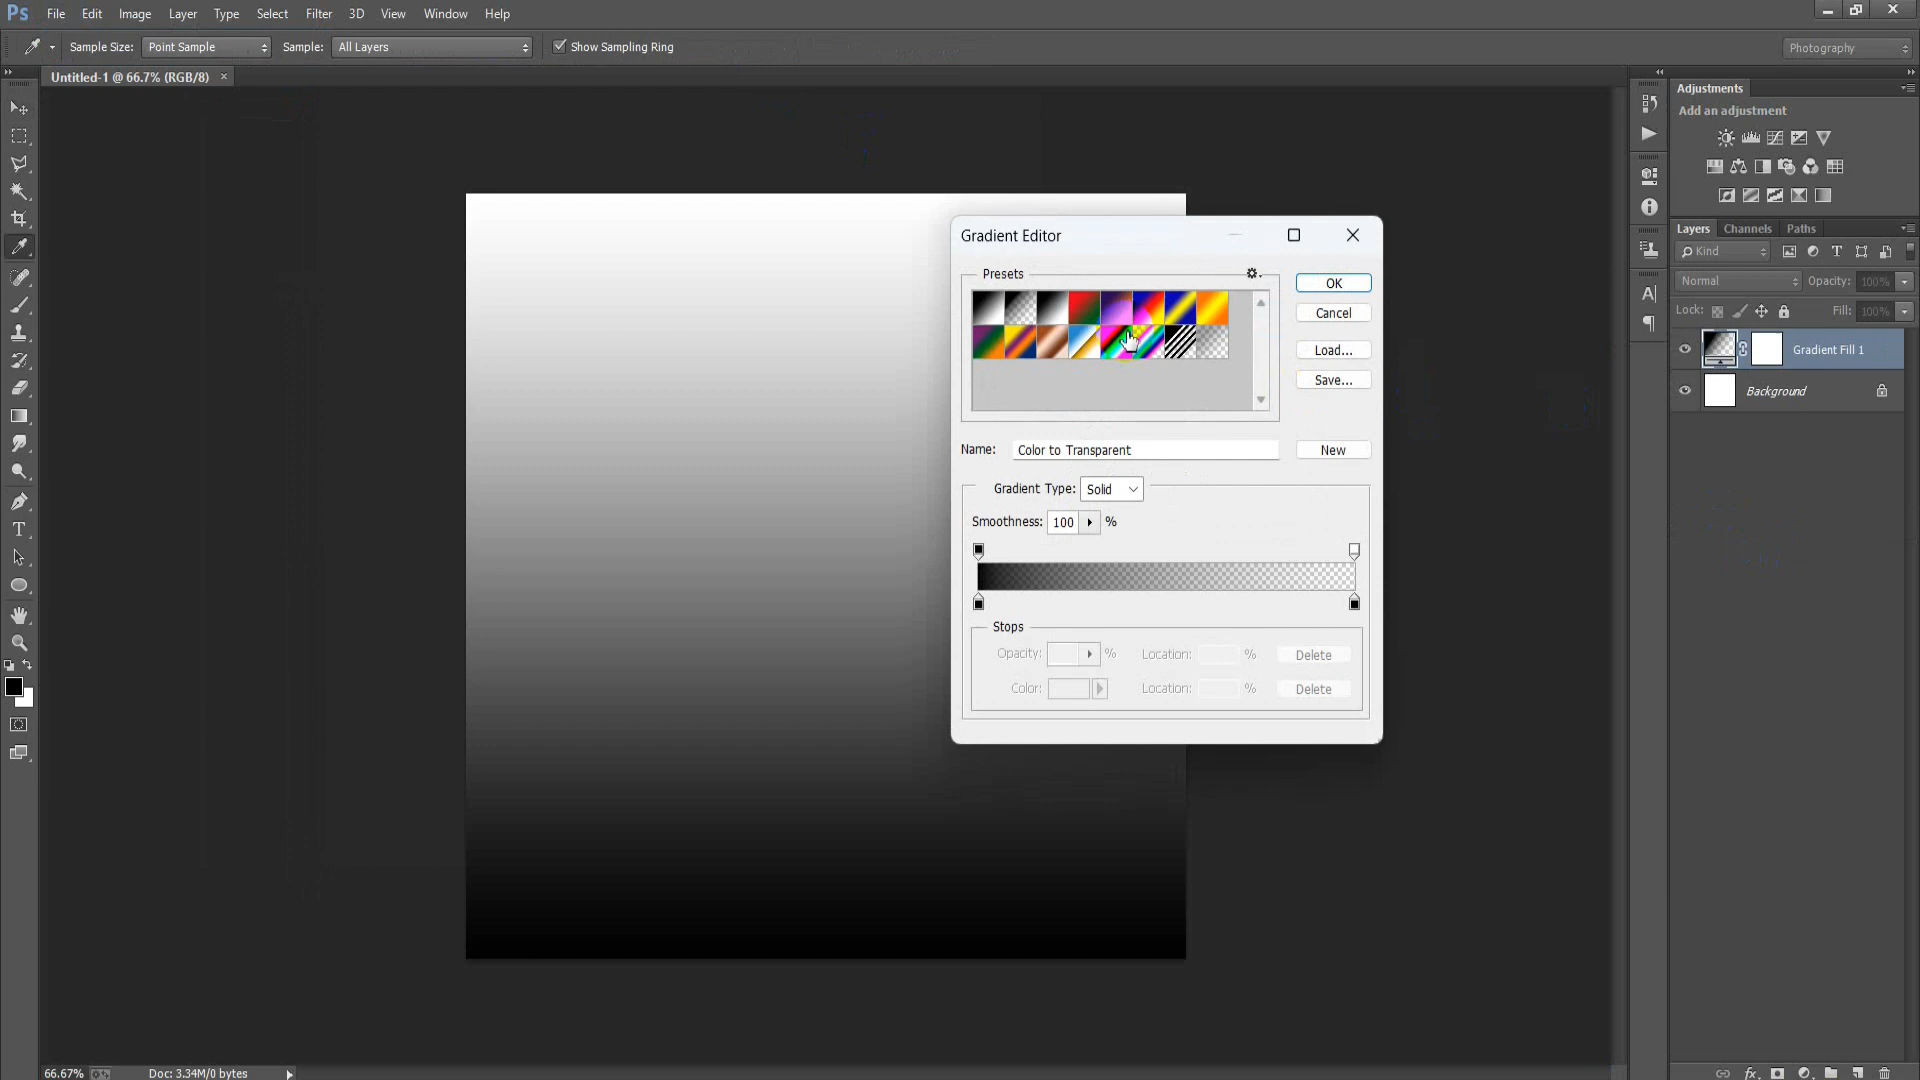 Ps File Edit Image Layer Type Select Filter 3D View Window Help
Sample Size: Point Sample Sample: All Layers Show Sampling Ring Photography
Untitled-1 @ 66.7% (RGB/8) ×
Adjustments
Add an adjustment
Layers Channels Paths
Kind
Normal Opacity: 100%
Lock: Fill: 100%
Gradient Fill 1
Background
Gradient Editor
Presets
OK
Cancel
Load...
Save...
Name: Color to Transparent New
Gradient Type: Solid
Smoothness: 100 %
Stops
Opacity: % Location: % Delete
Color: Location: % Delete
66.67% Doc: 3.34M/0 bytes